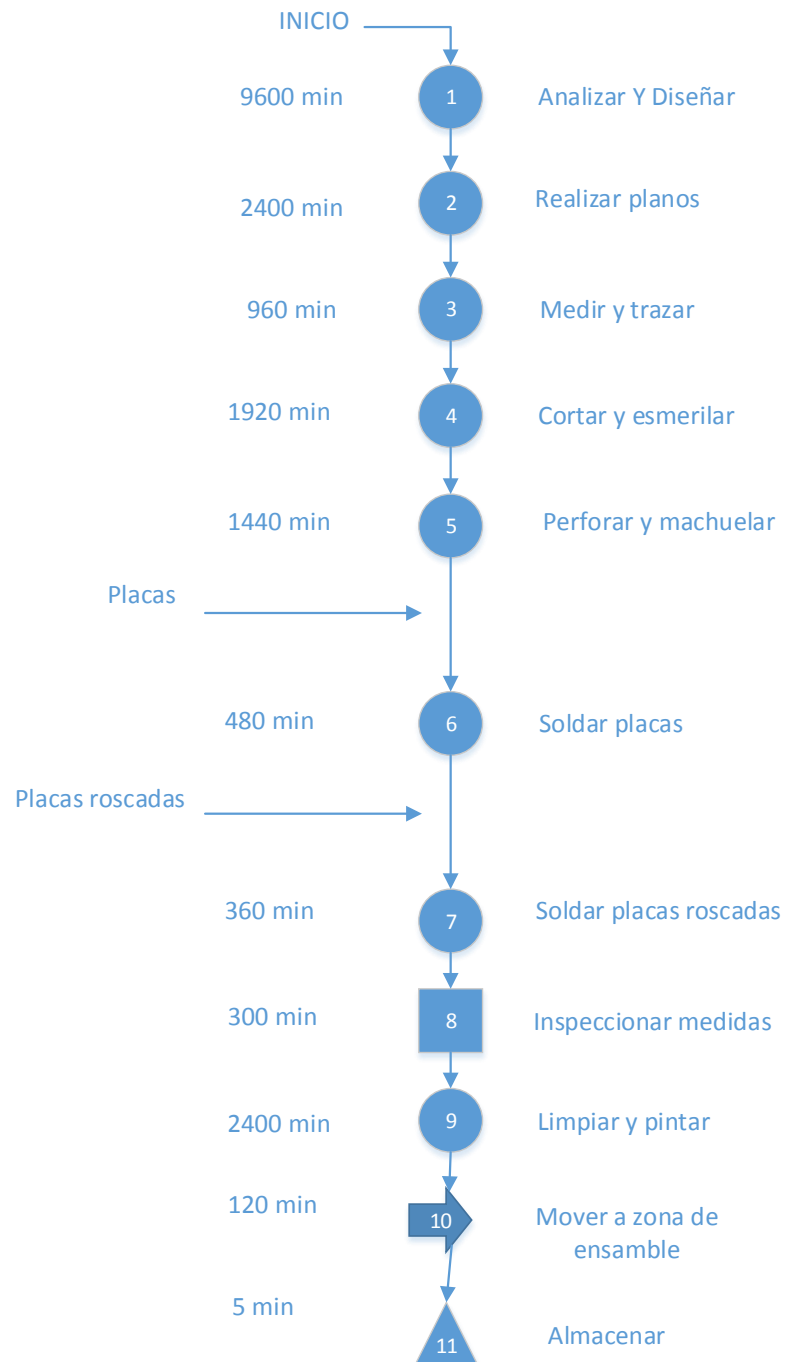 INICIO
9600 min
1
Analizar Y Diseñar
2400 min
2
Realizar planos
960 min
3
Medir y trazar
1920 min
4
Cortar y esmerilar
1440 min
5
Perforar y machuelar
Placas
480 min
6
Soldar placas
Placas roscadas
360 min
7
Soldar placas roscadas
300 min
8
Inspeccionar medidas
2400 min
9
Limpiar y pintar
120 min
10
Mover a zona de
ensamble
5 min
11
Almacenar